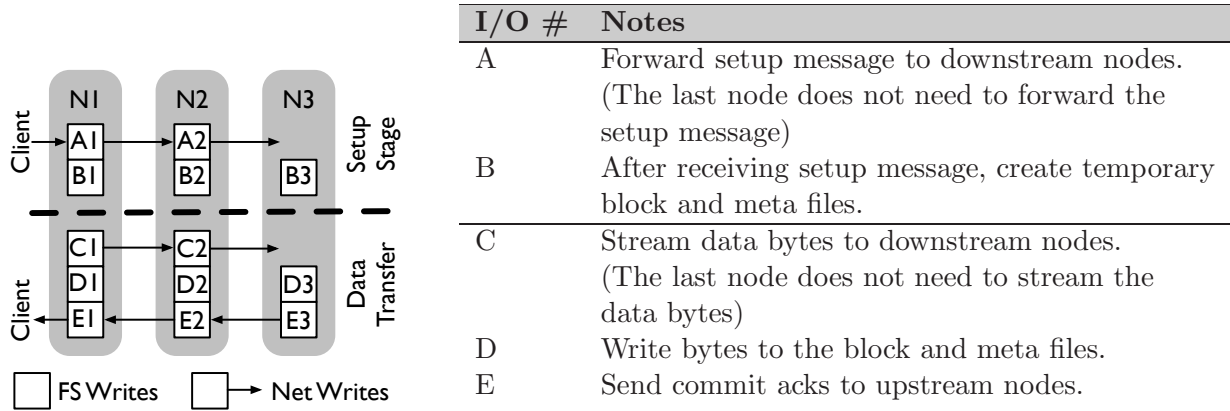 N1 N2 N3
Client
A1 A2
B1 B2 B3
Setup
Stage
C1 C2
D1 D2 D3
E1 E2 E3
Client
Data
Transfer
FS Writes Net Writes
I/O # Notes
A Forward setup message to downstream nodes.
(The last node does not need to forward the
setup message)
B After receiving setup message, create temporary
block and meta files.
C Stream data bytes to downstream nodes.
(The last node does not need to stream the
data bytes)
D Write bytes to the block and meta files.
E Send commit acks to upstream nodes.